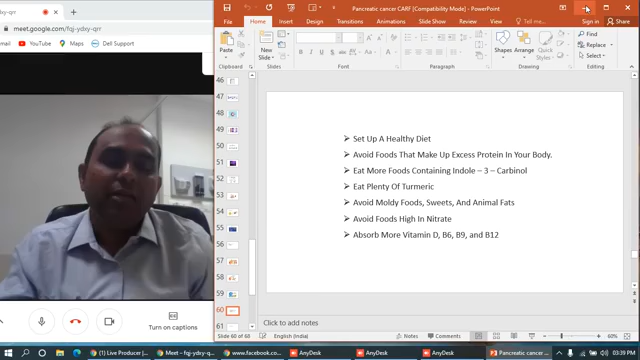 meet.google.com/fqj-ydxy-qrr
ydxy-qrr
mail
YouTube
Maps
Dell Support
Turn on captions
Pancreatic cancer CARF [Compatibility Mode] - PowerPoint
File Home Insert Design Transitions Animations Slide Show Review View Tell me... Sign in Share
Paste
Clipboard
New Slide
Slides
Font
Paragraph
Shapes Arrange
Drawing
Find
Replace
Select
Editing
46
47
48
49
50
51
52
53
54
55
56
57
58
59
60
61
Set Up A Healthy Diet
Avoid Foods That Make Up Excess Protein In Your Body.
Eat More Foods Containing Indole – 3 – Carbinol
Eat Plenty Of Turmeric
Avoid Moldy Foods, Sweets, And Animal Fats
Avoid Foods High In Nitrate
Absorb More Vitamin D, B6, B9, and B12
Click to add notes
Slide 60 of 68 English (India) Notes Comments 60%
(1) Live Producer | Meet - fqj-ydxy-qrr www.facebook.c AnyDesk AnyDesk AnyDesk Pancreatic cancer